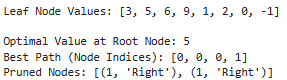 Leaf Node Values: [3, 5, 6, 9, 1, 2, 0, -1]
Optimal Value at Root Node: 5
Best Path (Node Indices): [0, 0, 0, 1]
Pruned Nodes: [(1, 'Right'), (1, 'Right')]